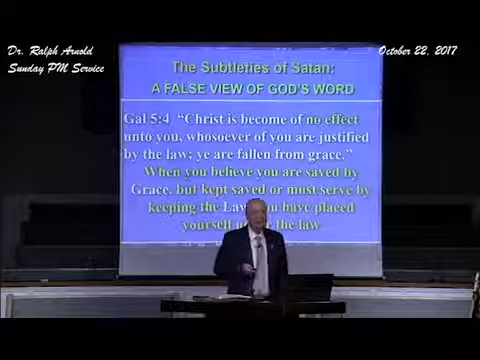 Dr. Ralph Arnold
Sunday PM Service
October 22, 2017
The Subtleties of Satan:
A FALSE VIEW OF GOD'S WORD
Gal 5:4 "Christ is become of no effect
unto you, whosoever of you are justified
by the law; ye are fallen from grace."
When you believe you are saved by
Grace, but kept saved or must serve by
keeping the Law you have placed
yourself under the law